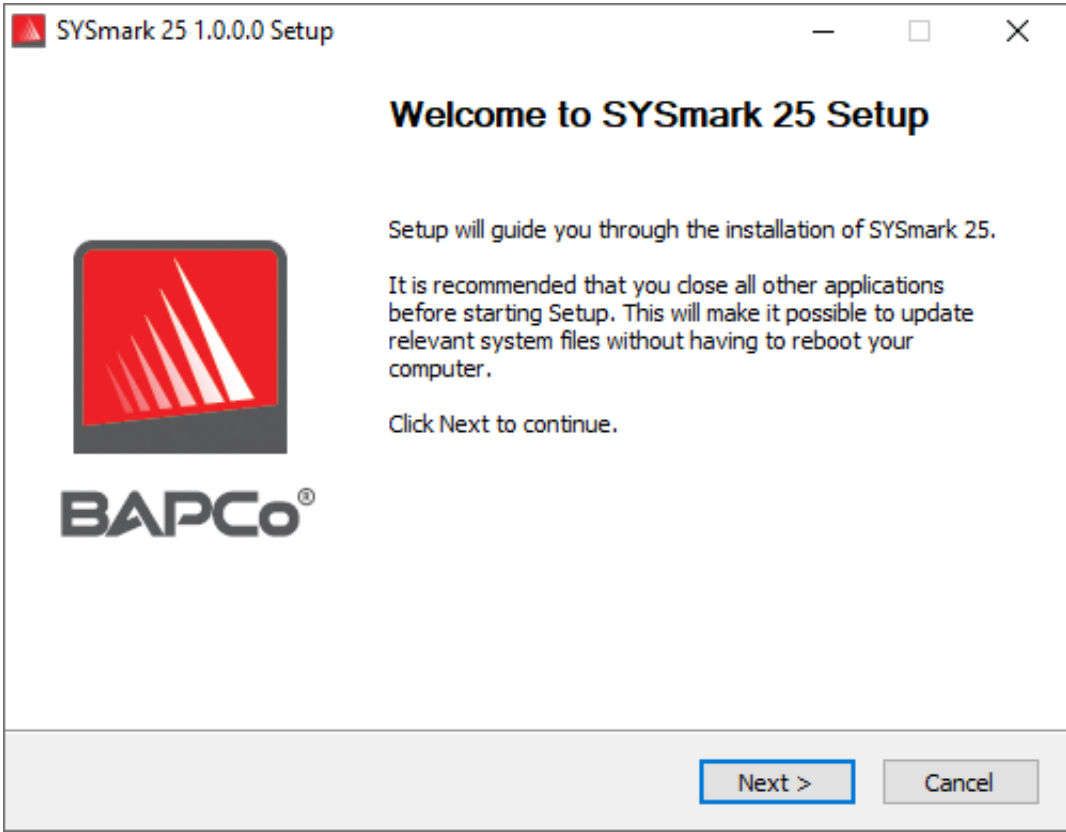 SYSmark 25 1.0.0.0 Setup
Welcome to SYSmark 25 Setup
Setup will guide you through the installation of SYSmark 25.
It is recommended that you close all other applications
before starting Setup. This will make it possible to update
relevant system files without having to reboot your
computer.
Click Next to continue.
BAPCo®
Next >
Cancel